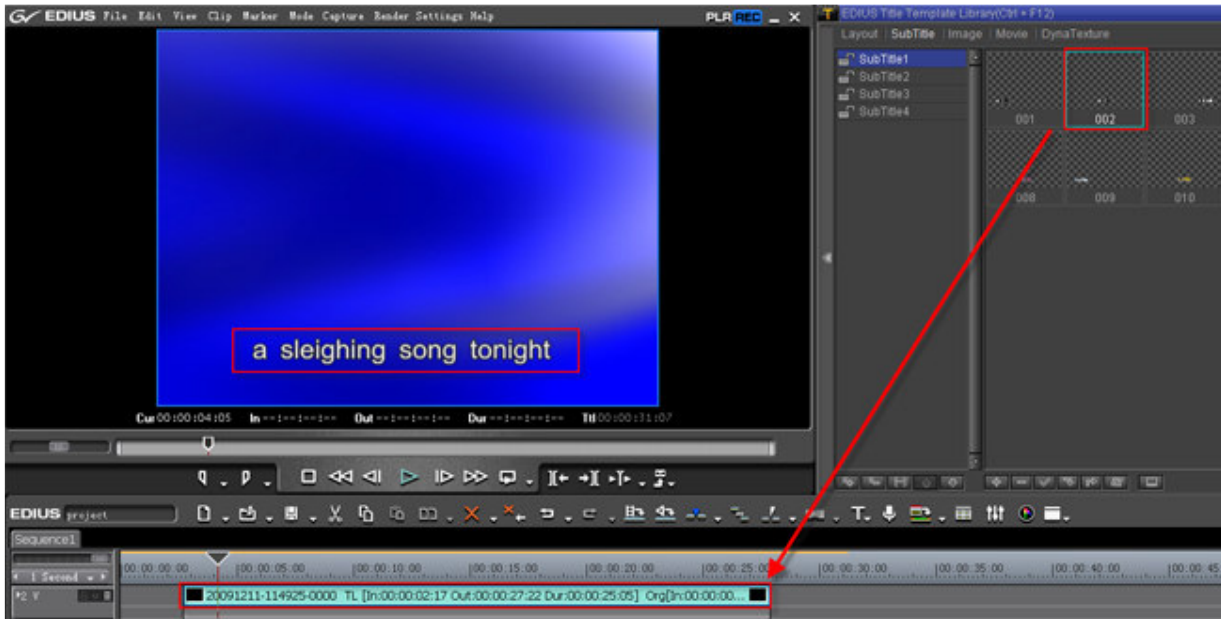 GV EDIUS File Edit View Clip Marker Mode Capture Render Settings Help PLR REC
EDIUS Title Template Library(Ctrl + F12)
Layout SubTitle Image Movie DynaTexture
SubTitle1
SubTitle2
SubTitle3
SubTitle4
001 002 003
008 009 010
a sleighing song tonight
Cur 00:00:04:05 In --:--:--:-- Out --:--:--:-- Dur --:--:--:-- Ttl 00:00:31:07
EDIUS project
Sequence1
1 Second
00:00:00:00 00:00:05:00 00:00:10:00 00:00:15:00 00:00:20:00 00:00:25:00 00:00:30:00 00:00:35:00 00:00:40:00 00:00:45
2 V 20091211-114925-0000 TL [In:00:00:02:17 Out:00:00:27:22 Dur:00:00:25:05] Org[In:00:00:00...